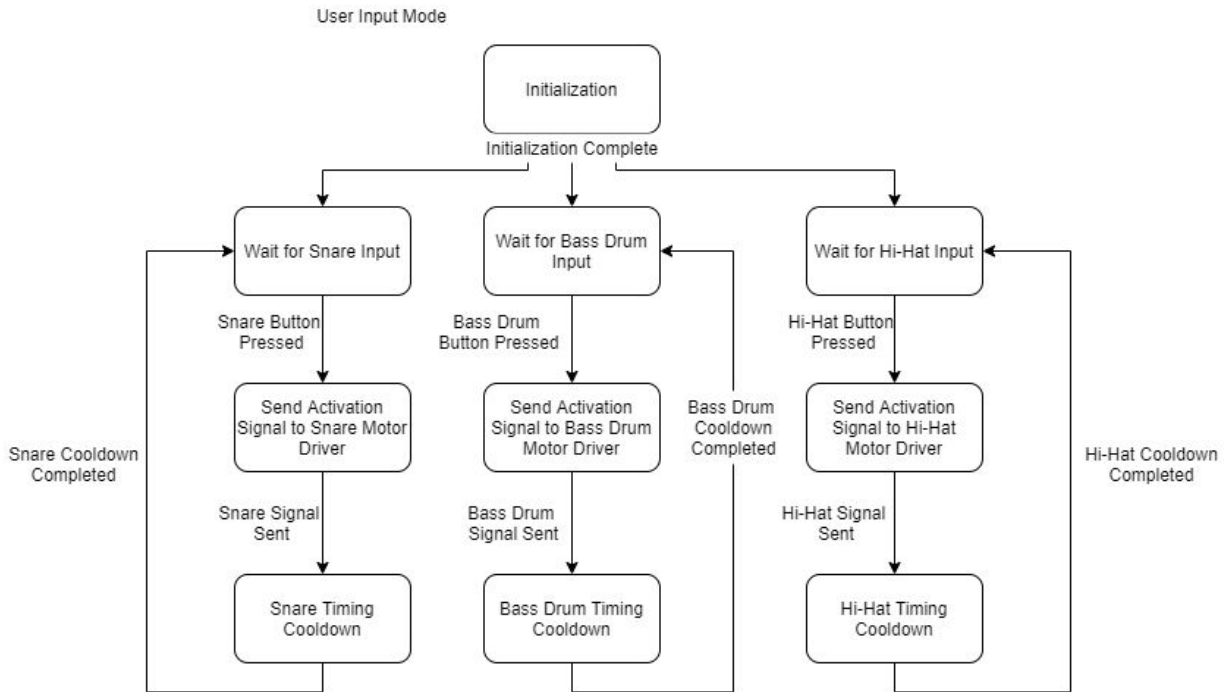 User Input Mode
Initialization
Initialization Complete
Wait for Snare Input
Wait for Bass Drum
Input
Wait for Hi-Hat Input
Snare Button
Pressed
Bass Drum
Button Pressed
Hi-Hat Button
Pressed
Send Activation
Signal to Snare Motor
Driver
Send Activation
Signal to Bass Drum
Motor Driver
Bass Drum
Cooldown
Completed
Send Activation
Signal to Hi-Hat
Motor Driver
Snare Cooldown
Completed
Hi-Hat Cooldown
Completed
Snare Signal
Sent
Bass Drum
Signal Sent
Hi-Hat Signal
Sent
Snare Timing
Cooldown
Bass Drum Timing
Cooldown
Hi-Hat Timing
Cooldown